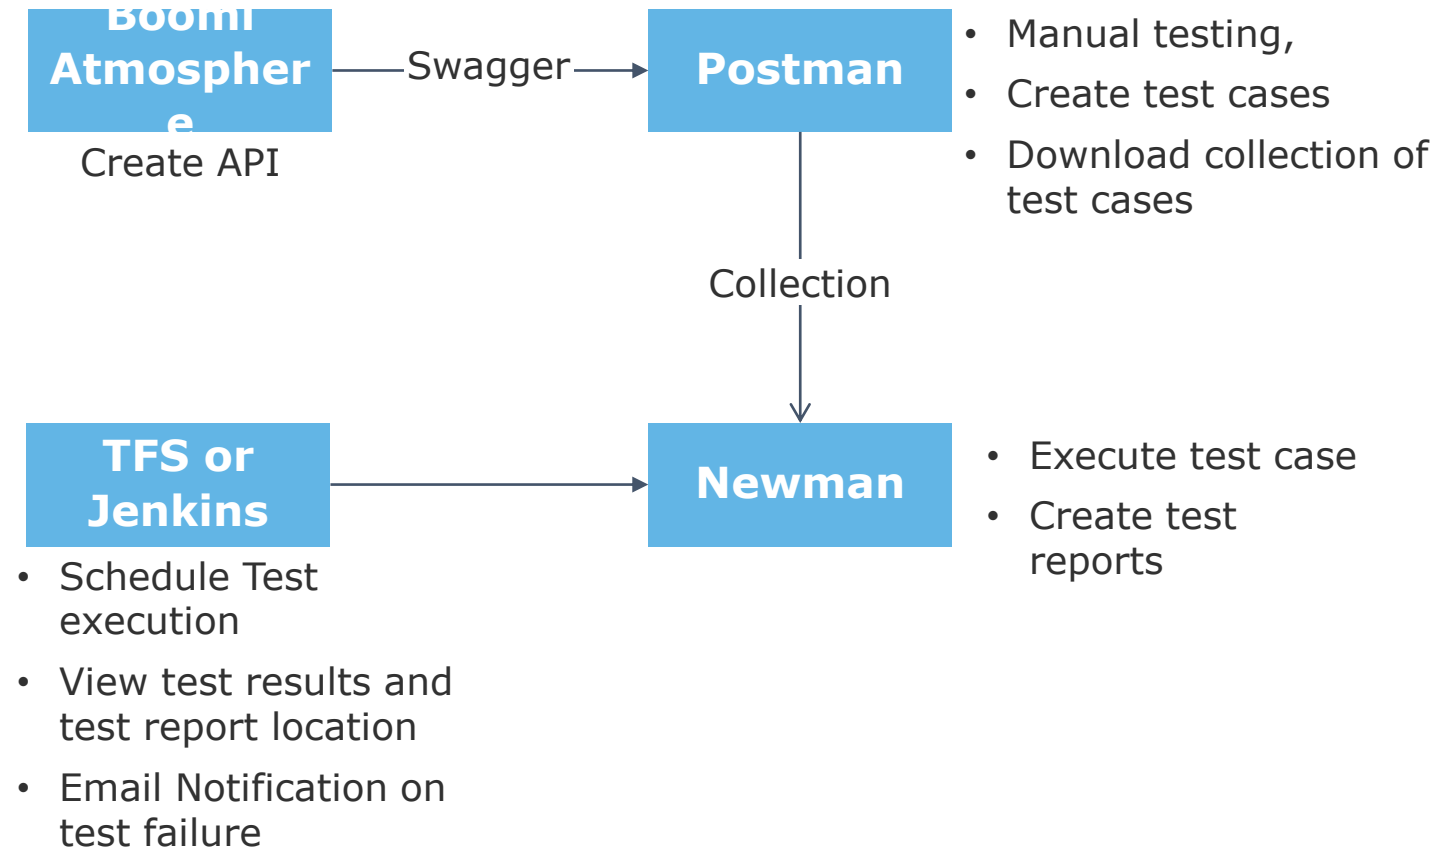 Boomi
Atmospher
e
Create API
Swagger
Postman
• Manual testing,
• Create test cases
• Download collection of
test cases
Collection
TFS or
Jenkins
• Schedule Test
execution
• View test results and
test report location
• Email Notification on
test failure
Newman
• Execute test case
• Create test
reports